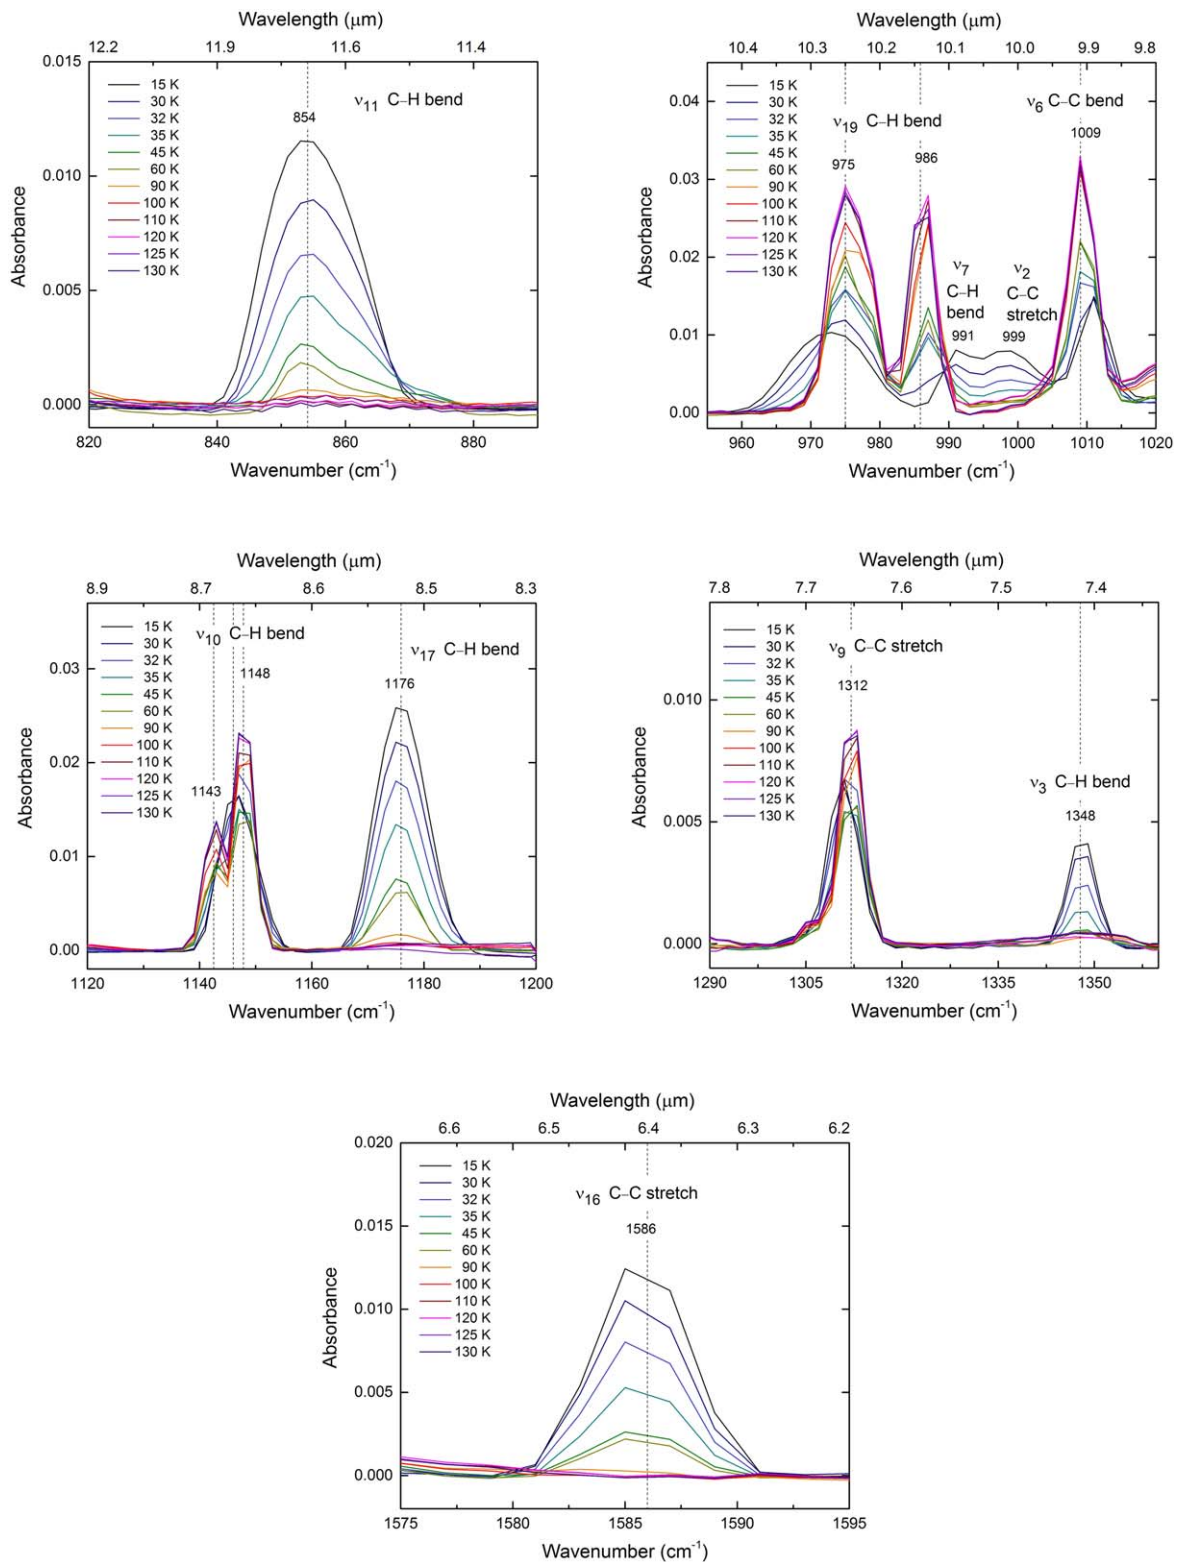 Wavelength (μm)
12.2 11.9 11.6 11.4
0.015
0.010
0.005
0.000
Absorbance
15 K
30 K
32 K
35 K
45 K
60 K
90 K
100 K
110 K
120 K
125 K
130 K
ν11 C–H bend
854
820 840 860 880
Wavenumber (cm-1)
Wavelength (μm)
10.4 10.3 10.2 10.1 10.0 9.9 9.8
0.04
0.03
0.02
0.01
0.00
Absorbance
15 K
30 K
32 K
35 K
45 K
60 K
90 K
100 K
110 K
120 K
125 K
130 K
ν19 C–H bend
975 986
ν7
C–H
bend
991
ν2
C–C
stretch
999
ν6 C–C bend
1009
960 970 980 990 1000 1010 1020
Wavenumber (cm-1)
Wavelength (μm)
8.9 8.7 8.6 8.5 8.3
0.03
0.02
0.01
0.00
Absorbance
15 K
30 K
32 K
35 K
45 K
60 K
90 K
100 K
110 K
120 K
125 K
130 K
ν10 C–H bend
1148
1143
ν17 C–H bend
1176
1120 1140 1160 1180 1200
Wavenumber (cm-1)
Wavelength (μm)
7.8 7.7 7.6 7.5 7.4
0.010
0.005
0.000
Absorbance
15 K
30 K
32 K
35 K
45 K
60 K
90 K
100 K
110 K
120 K
125 K
130 K
ν9 C–C stretch
1312
ν3 C–H bend
1348
1290 1305 1320 1335 1350
Wavenumber (cm-1)
Wavelength (μm)
6.6 6.5 6.4 6.3 6.2
0.020
0.015
0.010
0.005
0.000
Absorbance
15 K
30 K
32 K
35 K
45 K
60 K
90 K
100 K
110 K
120 K
125 K
130 K
ν16 C–C stretch
1586
1575 1580 1585 1590 1595
Wavenumber (cm-1)